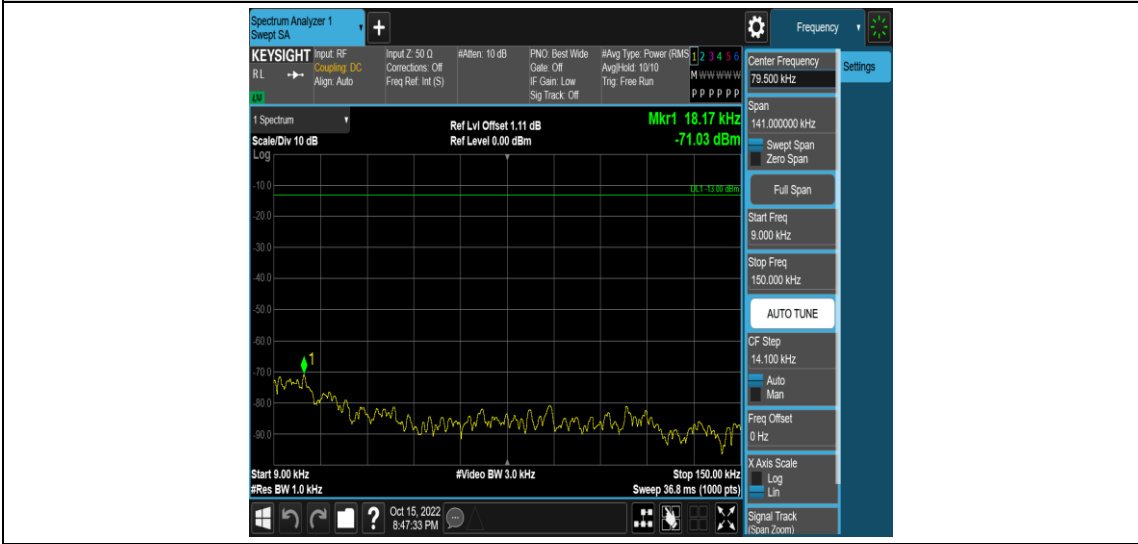 Spectrum Analyzer 1
Swept SA
+
Frequency
KEYSIGHT
RL
Input: RF
Coupling: DC
Align: Auto
Input Z: 50 Ω
Corrections: Off
Freq Ref: Int (S)
#Atten: 10 dB
PNO: Best Wide
Gate: Off
IF Gain: Low
Sig Track: Off
#Avg Type: Power (RMS
Avg|Hold: 10/10
Trig: Free Run
1 2 3 4 5 6
M W W W W W
P P P P P P
1 Spectrum
Scale/Div 10 dB
Log
Ref Lvl Offset 1.11 dB
Ref Level 0.00 dBm
Mkr1 18.17 kHz
-71.03 dBm
DL1 -13.00 dBm
-10.0
-20.0
-30.0
-40.0
-50.0
-60.0
-70.0
-80.0
-90.0
1
Start 9.00 kHz
#Res BW 1.0 kHz
#Video BW 3.0 kHz
Stop 150.00 kHz
Sweep 36.8 ms (1000 pts)
Center Frequency
79.500 kHz
Settings
Span
141.000000 kHz
Swept Span
Zero Span
Full Span
Start Freq
9.000 kHz
Stop Freq
150.000 kHz
AUTO TUNE
CF Step
14.100 kHz
Auto
Man
Freq Offset
0 Hz
X Axis Scale
Log
Lin
Signal Track
(Span Zoom)
?
Oct 15, 2022
8:47:33 PM